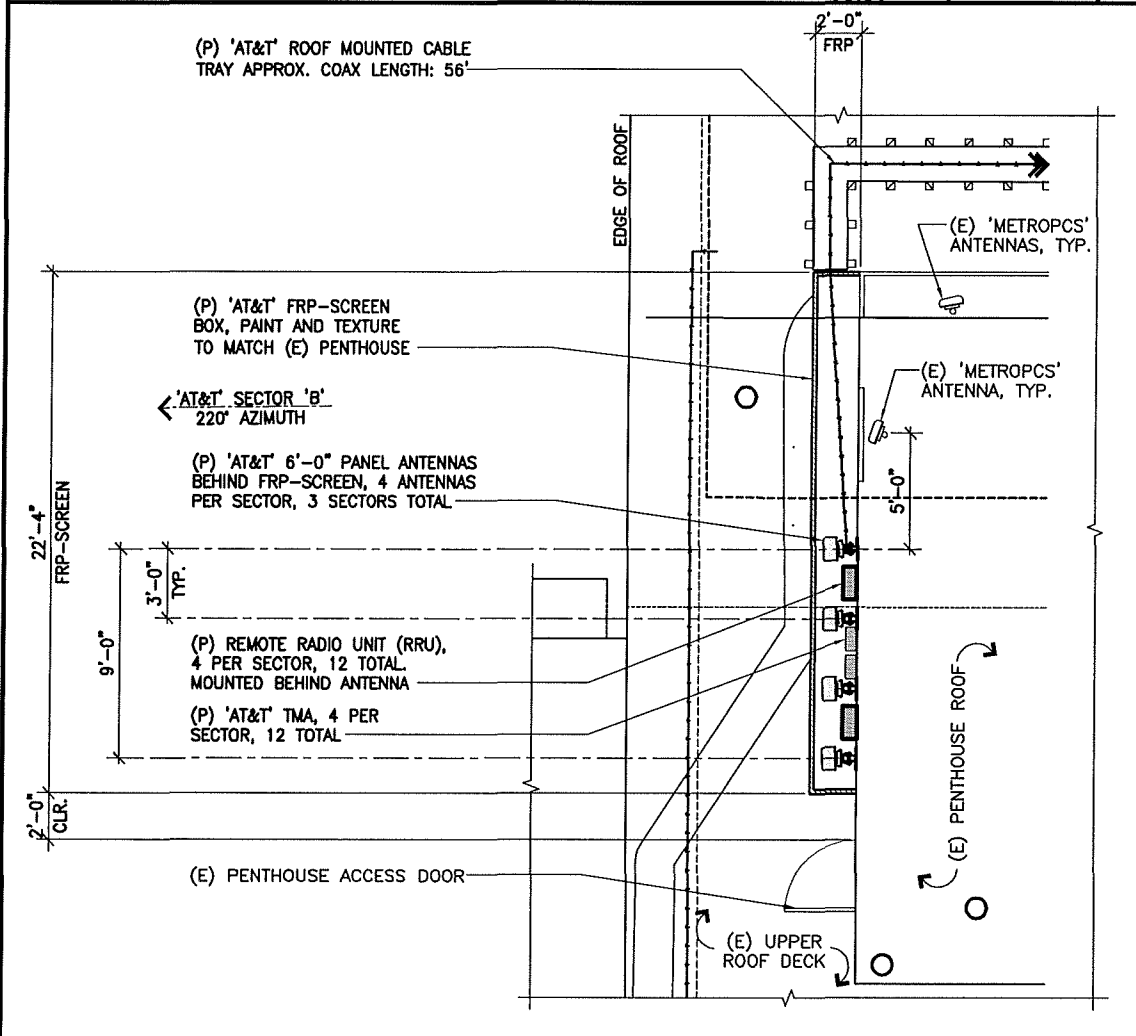 2'-0"
FRP
(P) 'AT&T' ROOF MOUNTED CABLE
TRAY APPROX. COAX LENGTH: 56'
EDGE OF ROOF
(E) 'METROPCS'
ANTENNAS, TYP.
(P) 'AT&T' FRP-SCREEN
BOX, PAINT AND TEXTURE
TO MATCH (E) PENTHOUSE
(E) 'METROPCS'
ANTENNA, TYP.
'AT&T' SECTOR 'B'
220° AZIMUTH
(P) 'AT&T' 6'-0" PANEL ANTENNAS
BEHIND FRP-SCREEN, 4 ANTENNAS
PER SECTOR, 3 SECTORS TOTAL
5'-0"
22'-4"
FRP-SCREEN
3'-0"
TYP.
9'-0"
(P) REMOTE RADIO UNIT (RRU),
4 PER SECTOR, 12 TOTAL.
MOUNTED BEHIND ANTENNA
(P) 'AT&T' TMA, 4 PER
SECTOR, 12 TOTAL
(E) PENTHOUSE ROOF
2'-0"
CLR.
(E) PENTHOUSE ACCESS DOOR
(E) UPPER
ROOF DECK